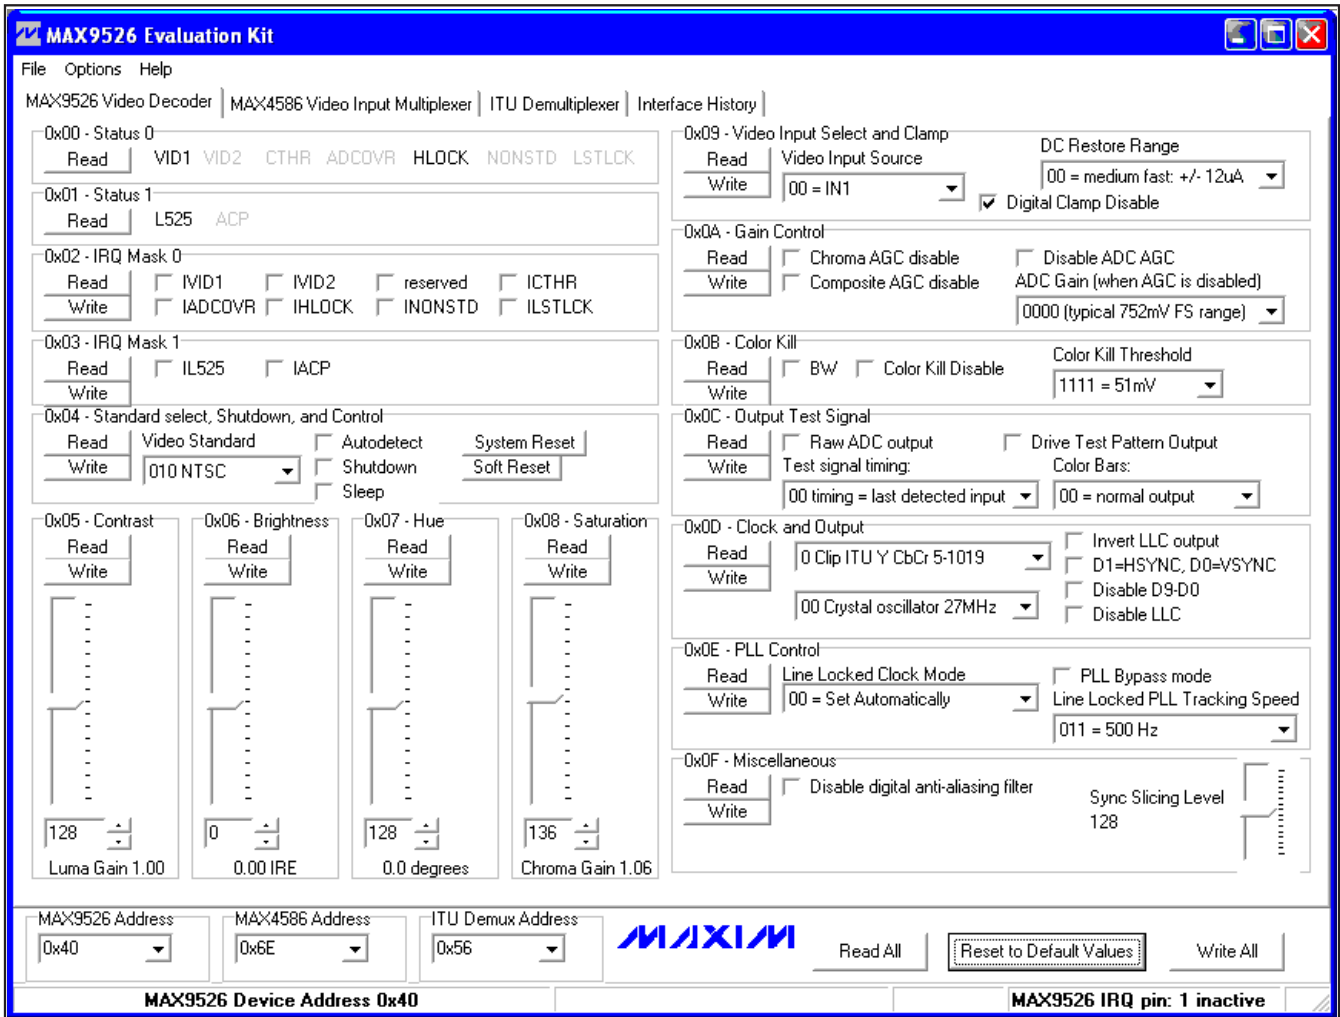 MAX9526 Evaluation Kit
File Options Help
MAX9526 Video Decoder MAX4586 Video Input Multiplexer ITU Demultiplexer Interface History
0x00 - Status 0
Read VID1 VID2 CTHR ADCOVR HLOCK NONSTD LSTLCK
0x01 - Status 1
Read L525 ACP
0x02 - IRQ Mask 0
Read IVID1 IVID2 reserved ICTHR
Write IADCOVR IHLOCK INONSTD ILSTLCK
0x03 - IRQ Mask 1
Read IL525 IACP
Write
0x04 - Standard select, Shutdown, and Control
Read Video Standard Autodetect System Reset
Write 010 NTSC Shutdown Soft Reset
Sleep
0x05 - Contrast 0x06 - Brightness 0x07 - Hue 0x08 - Saturation
Read Read Read Read
Write Write Write Write
128 0 128 136
Luma Gain 1.00 0.00 IRE 0.0 degrees Chroma Gain 1.06
0x09 - Video Input Select and Clamp
DC Restore Range
Read Video Input Source
Write 00 = IN1 00 = medium fast: +/- 12uA
Digital Clamp Disable
0x0A - Gain Control
Read Chroma AGC disable Disable ADC AGC
Write Composite AGC disable ADC Gain (when AGC is disabled)
0000 (typical 752mV FS range)
0x0B - Color Kill
Read BW Color Kill Disable Color Kill Threshold
Write 1111 = 51mV
0x0C - Output Test Signal
Read Raw ADC output Drive Test Pattern Output
Write Test signal timing: Color Bars:
00 timing = last detected input 00 = normal output
0x0D - Clock and Output
Read 0 Clip ITU Y CbCr 5-1019 Invert LLC output
Write D1=HSYNC, D0=VSYNC
Disable D9-D0
00 Crystal oscillator 27MHz Disable LLC
0x0E - PLL Control
Read Line Locked Clock Mode PLL Bypass mode
Write 00 = Set Automatically Line Locked PLL Tracking Speed
011 = 500 Hz
0x0F - Miscellaneous
Read Disable digital anti-aliasing filter
Write Sync Slicing Level
128
MAX9526 Address MAX4586 Address ITU Demux Address
0x40 0x6E 0x56 MAXIM Read All Reset to Default Values Write All
MAX9526 Device Address 0x40 MAX9526 IRQ pin: 1 inactive